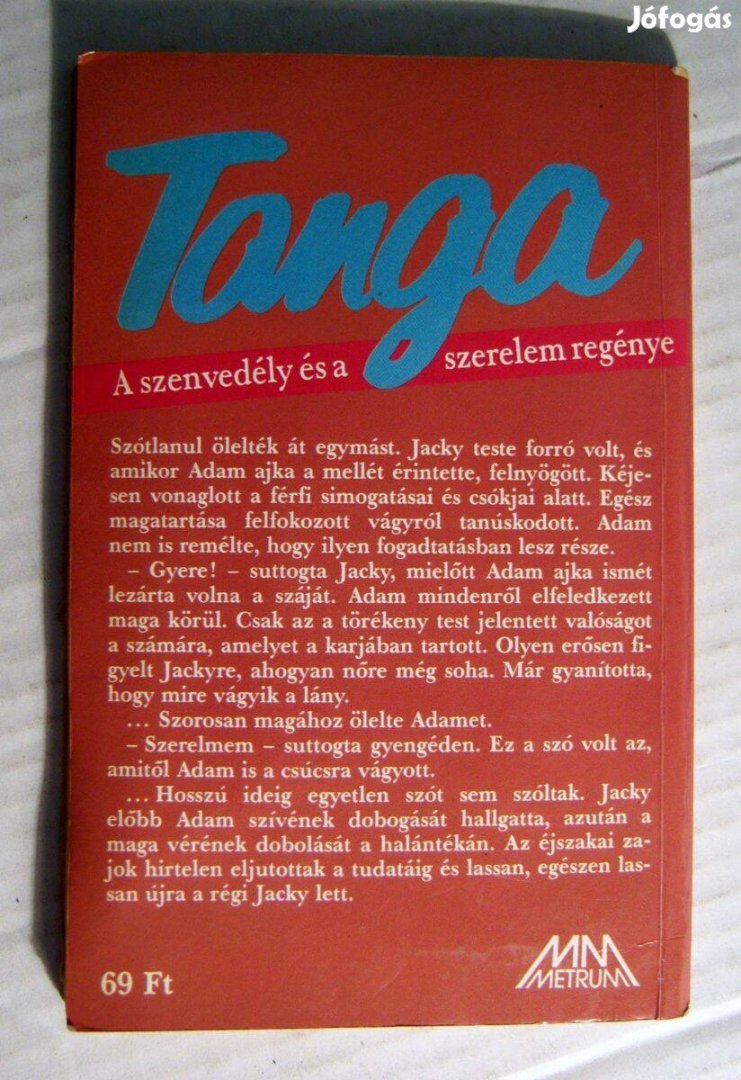 Jófogás
Tanga
A szenvedély és a szerelem regénye
Szótlanul ölelték át egymást. Jacky teste forró volt, és
amikor Adam ajka a mellét érintette, felnyögött. Kéje-
sen vonaglott a férfi simogatásai és csókjai alatt. Egész
magatartása felfokozott vágyról tanúskodott. Adam
nem is remélte, hogy ilyen fogadtatásban lesz része.
– Gyere! – suttogta Jacky, mielőtt Adam ajka ismét
lezárta volna a száját. Adam mindenről elfeledkezett
maga körül. Csak az a törékeny test jelentett valóságot
a számára, amelyet a karjában tartott. Olyen erősen fi-
gyelt Jackyre, ahogyan nőre még soha. Már gyanította,
hogy mire vágyik a lány.
... Szorosan magához ölelte Adamet.
– Szerelmem – suttogta gyengéden. Ez a szó volt az,
amitől Adam is a csúcsra vágyott.
... Hosszú ideig egyetlen szót sem szóltak. Jacky
előbb Adam szívének dobogását hallgatta, azután a
maga vérének dobolását a halántékán. Az éjszakai za-
jok hirtelen eljutottak a tudatáig és lassan, egészen las-
san újra a régi Jacky lett.
69 Ft
MM
METRUM